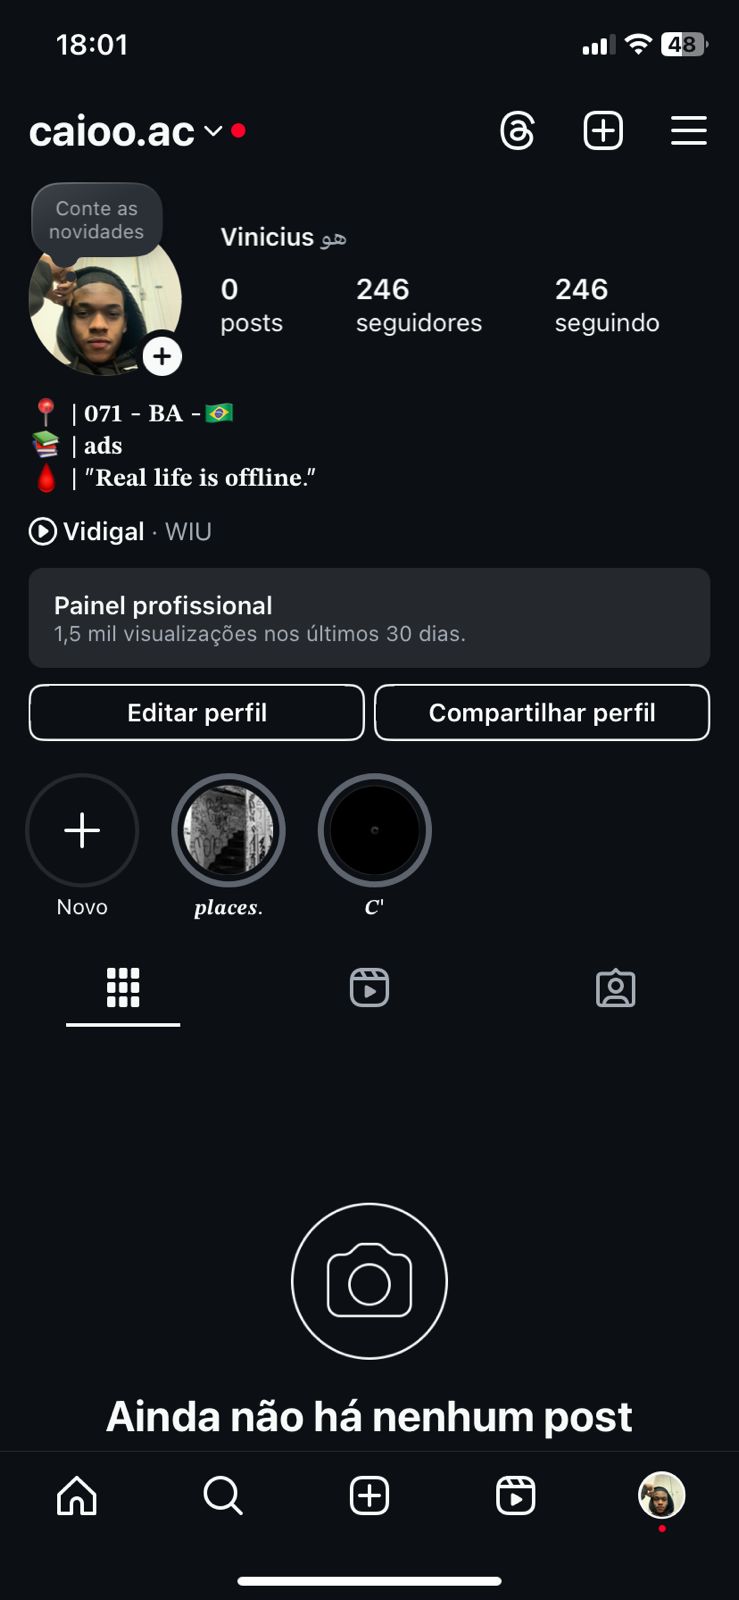 18:01
48
caioo.ac
Conte as
novidades
Vinicius هو
0 246 246
posts seguidores seguindo
| 071 - BA -
| ads
| "Real life is offline."
Vidigal · WIU
Painel profissional
1,5 mil visualizações nos últimos 30 dias.
Editar perfil Compartilhar perfil
Novo places. C'
Ainda não há nenhum post